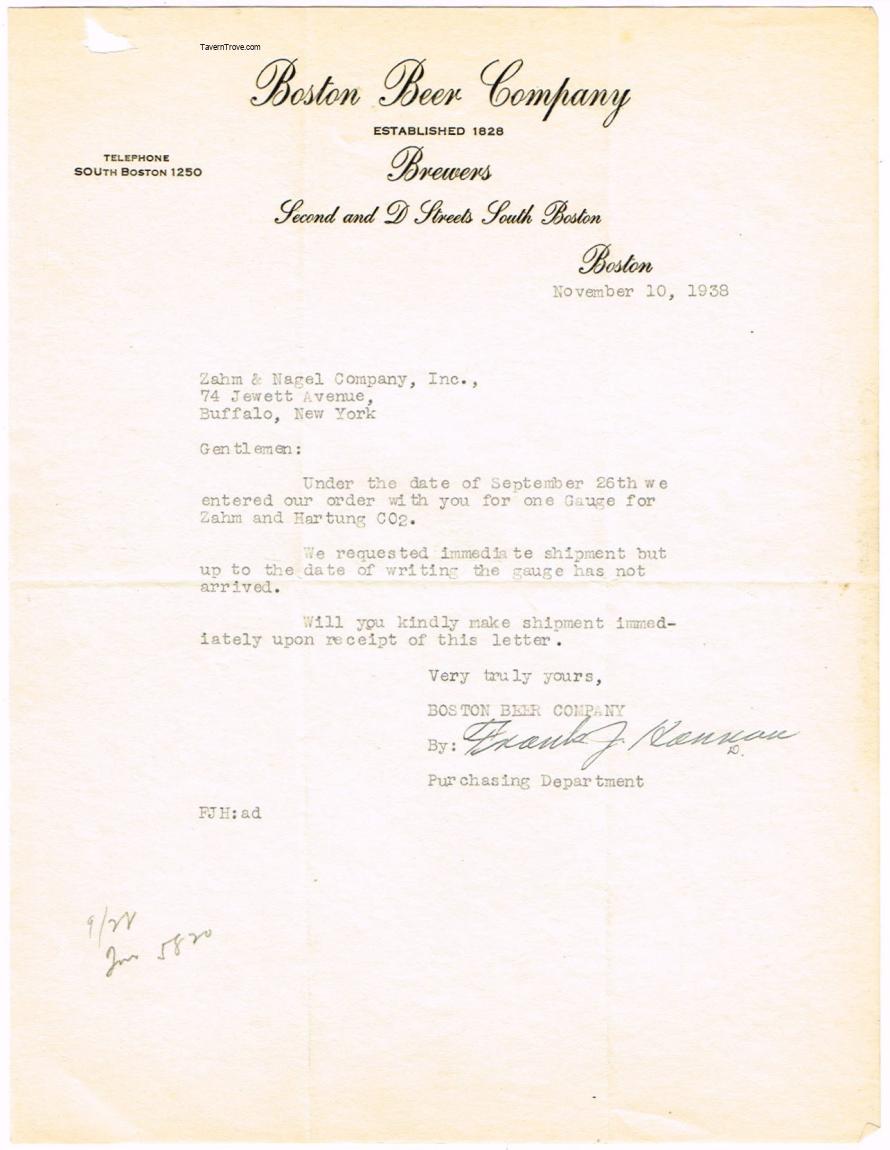 TavernTrove.com
Boston Beer Company
ESTABLISHED 1828
TELEPHONE
SOUTH BOSTON 1250
Brewers
Second and D Streets South Boston
Boston
November 10, 1938
Zahm & Nagel Company, Inc.,
74 Jewett Avenue,
Buffalo, New York
Gentlemen:
Under the date of September 26th we
entered our order with you for one Gauge for
Zahm and Hartung CO2.
We requested immediate shipment but
up to the date of writing the gauge has not
arrived.
Will you kindly make shipment immed-
iately upon receipt of this letter.
Very truly yours,
BOSTON BEER COMPANY
By: Frank J. Hannon
D.
Purchasing Department
FJH:ad
9/28
5820